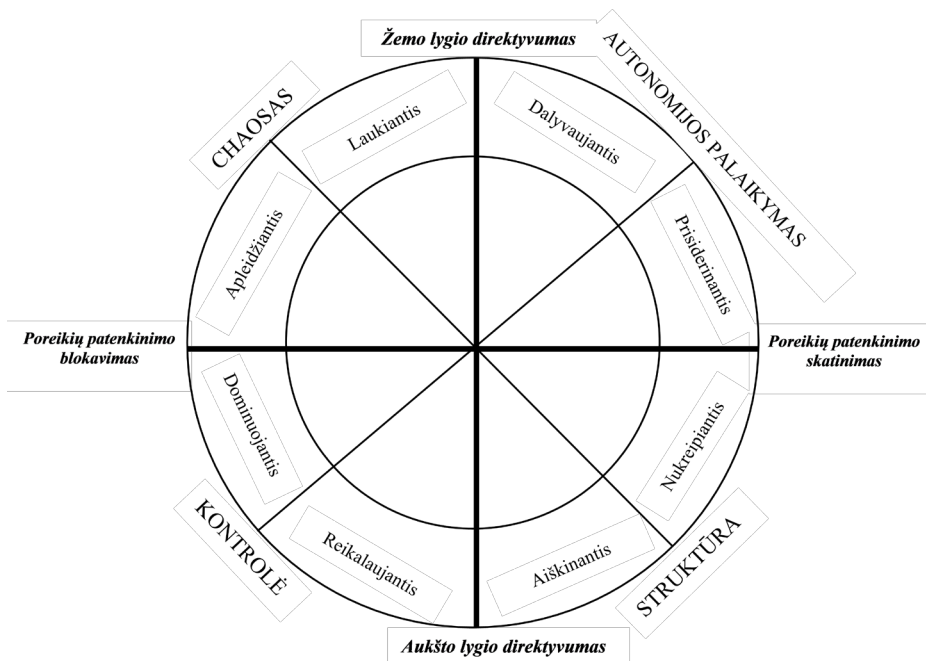 Žemo lygio direktyvumas
AUTONOMIJOS PALAIKYMAS
CHAOSAS
Laukiantis
Dalyvaujantis
Apleidžiantis
Prisiderinantis
Poreikių patenkinimo
blokavimas
Poreikių patenkinimo
skatinimas
Dominuojantis
Nukreipiantis
KONTROLĖ
Reikalaujantis
Aiškinantis
STRUKTŪRA
Aukšto lygio direktyvumas